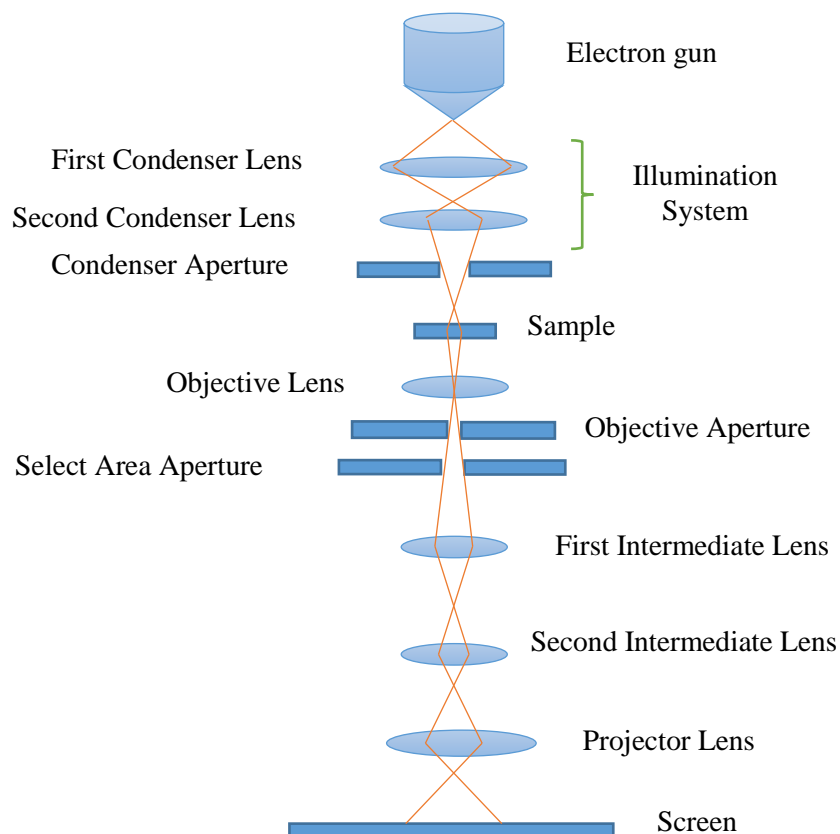 Electron gun
First Condenser Lens
Illumination
System
Second Condenser Lens
Condenser Aperture
Sample
Objective Lens
Objective Aperture
Select Area Aperture
First Intermediate Lens
Second Intermediate Lens
Projector Lens
Screen